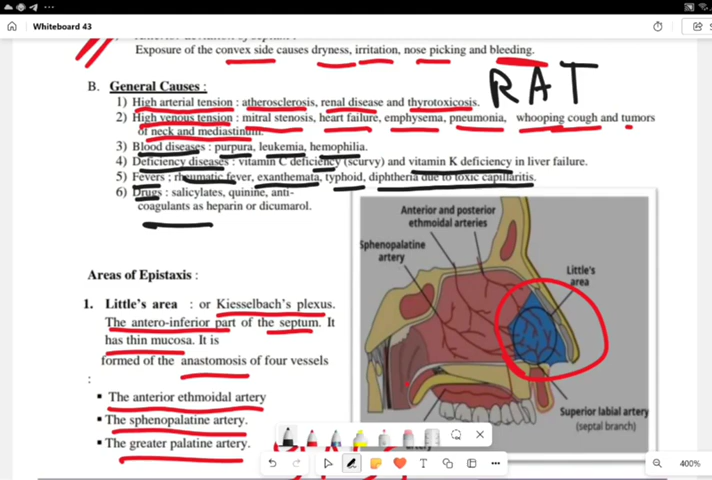 Whiteboard 43
Exposure of the convex side causes dryness, irritation, nose picking and bleeding.
RAT
B. General Causes :
1) High arterial tension : atherosclerosis, renal disease and thyrotoxicosis.
2) High venous tension : mitral stenosis, heart failure, emphysema, pneumonia, whooping cough and tumors
of neck and mediastinum.
3) Blood diseases : purpura, leukemia, hemophilia.
4) Deficiency diseases : vitamin C deficiency (scurvy) and vitamin K deficiency in liver failure.
5) Fevers : rheumatic fever, exanthemata, typhoid, diphtheria due to toxic capillaritis.
6) Drugs : salicylates, quinine, anti-
coagulants as heparin or dicumarol.
Anterior and posterior
ethmoidal arteries
Sphenopalatine
artery
Little's
area
Superior labial artery
(septal branch)
Areas of Epistaxis :
1. Little's area : or Kiesselbach's plexus.
The antero-inferior part of the septum. It
has thin mucosa. It is
formed of the anastomosis of four vessels
:
▪ The anterior ethmoidal artery
▪ The sphenopalatine artery.
▪ The greater palatine artery.
400%